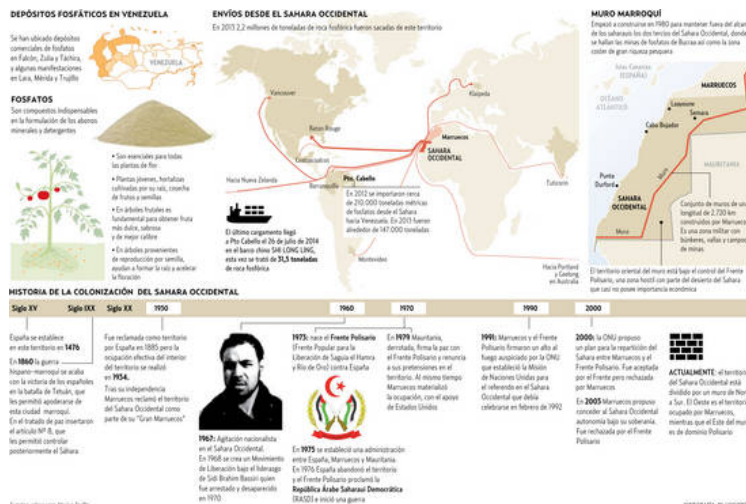 DEPÓSITOS FOSFÁTICOS EN VENEZUELA
Se han ubicado depósitos
comerciales de fosfatos
en Falcón, Zulia y Táchira,
y algunas manifestaciones
en Lara, Mérida y Trujillo
VENEZUELA
FOSFATOS
Son compuestos indispensables
en la formulación de los abonos
minerales y detergentes
• Son esenciales para todas
las plantas de flor
• Plantas jóvenes, hortalizas
cultivadas por su raíz, cosecha
de frutos y semillas
• En árboles frutales es
fundamental para obtener fruta
más dulce, sabrosa
y de mejor calibre
• En árboles provenientes
de reproducción por semilla,
ayudan a formar la raíz y acelerar
la floración
ENVÍOS DESDE EL SAHARA OCCIDENTAL
En 2013 2,2 millones de toneladas de roca fosfórica fueron sacadas de este territorio
Vancouver
Baton Rouge
Coatzacoalcos
Barranquilla
Pto. Cabello
Klaipeda
Marruecos
SAHARA
OCCIDENTAL
Tuticorin
Hacia Nueva Zelanda
Montevideo
Hacia Portland
y Geelong
en Australia
En 2012 se importaron cerca
de 210.000 toneladas métricas
de fosfatos desde el Sahara
hacia Venezuela. En 2013 fueron
alrededor de 147.000 toneladas
El último cargamento llegó
a Pto Cabello el 26 de julio de 2014
en el barco chino SHI LONG LING,
esta vez se trató de 31,5 toneladas
de roca fosfórica
MURO MARROQUÍ
Empezó a construirse en 1980 para mantener fuera del alcan
de los saharauis los dos tercios del Sahara Occidental, donde
se hallan las minas de fosfatos de Bucraa así como la zona
costera de gran riqueza pesquera
Islas Canarias
(ESPAÑA)
OCÉANO
ATLÁNTICO
MARRUECOS
Laayoune
Semara
Cabo Bojador
MAURITANIA
Punta
Durford
SAHARA
OCCIDENTAL
Muro
Muro
Conjunto de muros de una
longitud de 2.720 km
construidos por Marruecos
Es una zona militar con
búnkeres, vallas y campos
de minas
El territorio oriental del muro está bajo el control del Frente
Polisario, una zona hostil con parte del desierto del Sahara
que casi no posee importancia económica
HISTORIA DE LA COLONIZACIÓN DEL SAHARA OCCIDENTAL
Siglo XV
Siglo IXX
Siglo XX
1950
1960
1970
1990
2000
España se establece
en este territorio en 1476
En 1860 la guerra
hispano-marroquí se acaba
con la victoria de los españoles
en la batalla de Tetuán, que
les permitió apoderarse de
esta ciudad marroquí.
En el tratado de paz insertaron
el artículo Nº 8, que
les permitió controlar
posteriormente el Sáhara
Fue reclamada como territorio
por España en 1885 pero la
ocupación efectiva del interior
del territorio se realizó
en 1934.
Tras su independencia
Marruecos reclamó el territorio
del Sahara Occidental como
parte de su "Gran Marruecos"
1967: Agitación nacionalista
en el Sahara Occidental.
En 1968 se crea un Movimiento
de Liberación bajo el liderazgo
de Sidi Brahim Bassiri quien
fue arrestado y desaparecido
en 1970
1973: nace el Frente Polisario
(Frente Popular para la
Liberación de Saguia el Hamra
y Río de Oro) contra España
En 1975 se estableció una administración
entre España, Marruecos y Mauritania.
En 1976 España abandonó el territorio
y el Frente Polisario proclamó la
República Árabe Saharaui Democrática
(RASD) e inició una guerra
En 1979 Mauritania,
derrotada, firma la paz con
el Frente Polisario y renuncia
a sus pretensiones en el
territorio. Al mismo tiempo
Marruecos materializó
la ocupación, con el apoyo
de Estados Unidos
1991: Marruecos y el Frente
Polisario firmaron un alto al
fuego auspiciado por la ONU
que estableció la Misión
de Naciones Unidas para
el referendo en el Sahara
Occidental que debía
celebrarse en febrero de 1992
2000: la ONU propuso
un plan para la repartición del
Sahara entre Marruecos y el
Frente Polisario. Fue aceptada
por el Frente pero rechazada
por Marruecos
En 2003 Marruecos propuso
conceder al Sahara Occidental
autonomía bajo su soberanía.
Fue rechazada por el Frente
Polisario
ACTUALMENTE: el territorio
del Sahara Occidental está
dividido por un muro de Nor
a Sur. El Oeste es el territorio
ocupado por Marruecos,
mientras que el Este del muro
es de dominio Polisario